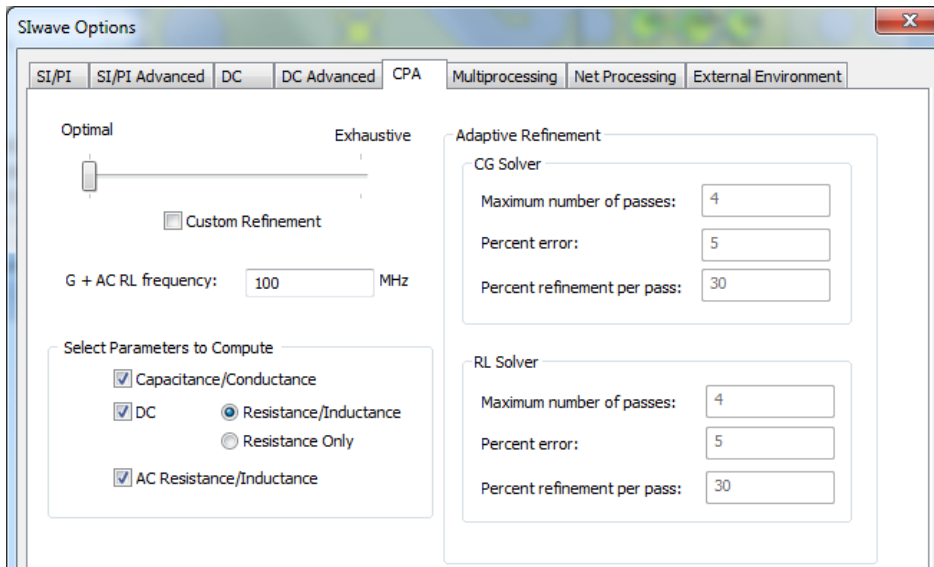 SIwave Options
SI/PI SI/PI Advanced DC DC Advanced CPA Multiprocessing Net Processing External Environment
Optimal Exhaustive
Custom Refinement
G + AC RL frequency: 100 MHz
Select Parameters to Compute
Capacitance/Conductance
DC Resistance/Inductance
Resistance Only
AC Resistance/Inductance
Adaptive Refinement
CG Solver
Maximum number of passes: 4
Percent error: 5
Percent refinement per pass: 30
RL Solver
Maximum number of passes: 4
Percent error: 5
Percent refinement per pass: 30